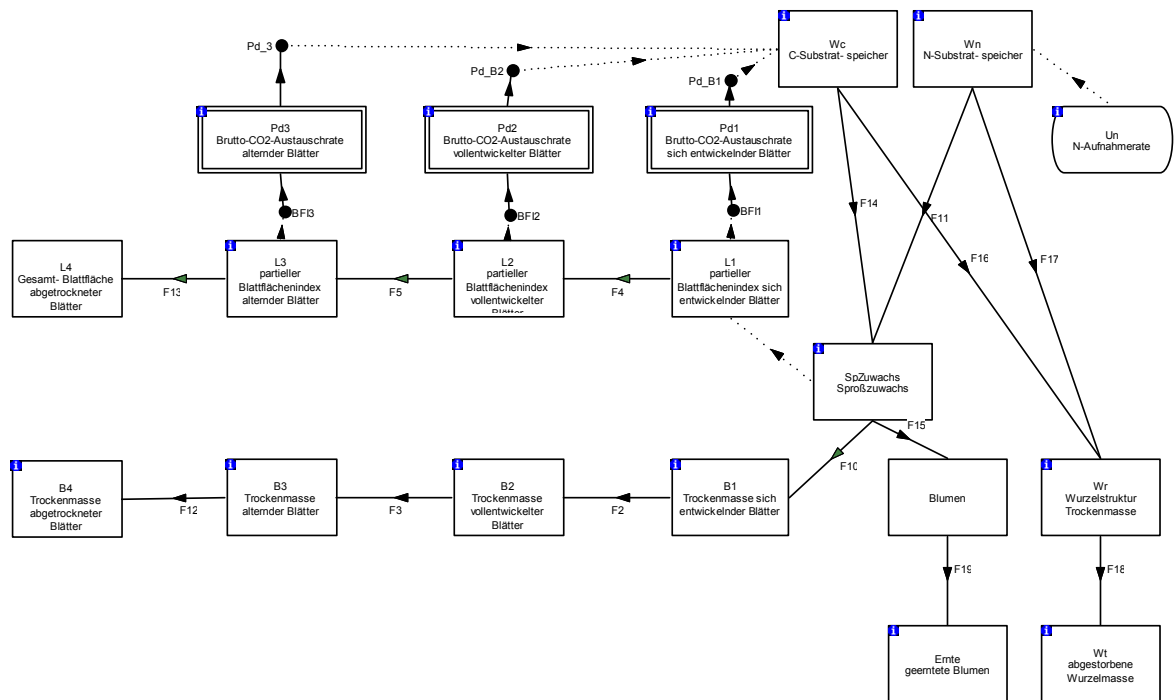 Wc
C-Substrat- speicher
Wn
N-Substrat- speicher
Pd_3
Pd_B2
Pd_B1
Pd3
Brutto-CO2-Austauschrate
alternder Blätter
Pd2
Brutto-CO2-Austauschrate
vollentwickelter Blätter
Pd1
Brutto-CO2-Austauschrate
sich entwickelnder Blätter
Un
N-Aufnahmerate
BFl3
BFl2
BFl1
F14
F11
F16
F17
L4
Gesamt- Blattfläche
abgetrockneter
Blätter
F13
L3
partieller
Blattflächenindex
alternder Blätter
F5
L2
partieller
Blattflächenindex
vollentwickelter
Blätter
F4
L1
partieller
Blattflächenindex sich
entwickelnder Blätter
SpZuwachs
Sproßzuwachs
F15
F10
B4
Trockenmasse
abgetrockneter
Blätter
F12
B3
Trockenmasse
alternder Blätter
F3
B2
Trockenmasse
vollentwickelter
Blätter
F2
B1
Trockenmasse sich
entwickelnder Blätter
Blumen
Wr
Wurzelstruktur
Trockenmasse
F19
F18
Ernte
geerntete Blumen
Wt
abgestorbene
Wurzelmasse